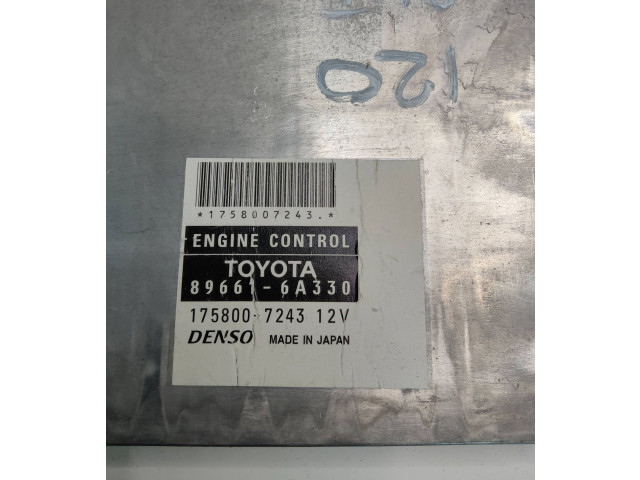 120
*1758007243.*
ENGINE CONTROL
TOYOTA
89661-6A330
175800-7243 12V
DENSO MADE IN JAPAN